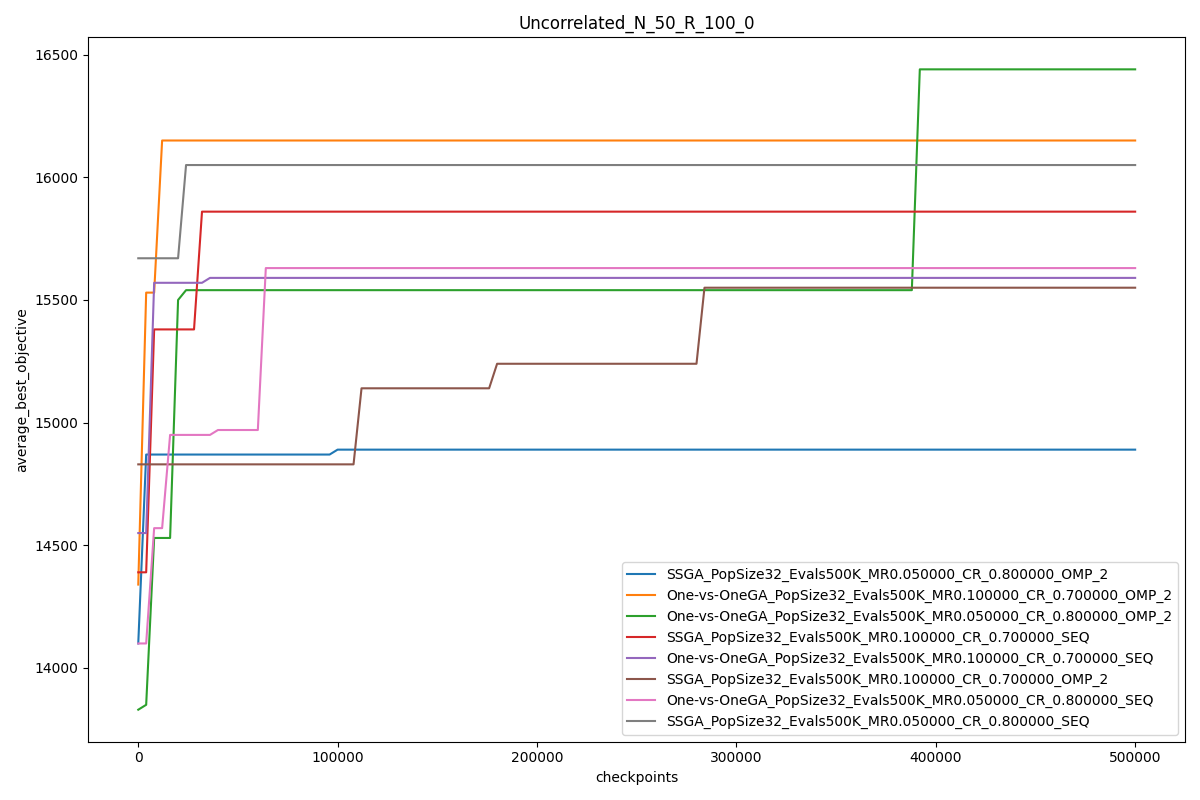 Uncorrelated_N_50_R_100_0
average_best_objective
16500
16000
15500
15000
14500
14000
SSGA_PopSize32_Evals500K_MR0.050000_CR_0.800000_OMP_2
One-vs-OneGA_PopSize32_Evals500K_MR0.100000_CR_0.700000_OMP_2
One-vs-OneGA_PopSize32_Evals500K_MR0.050000_CR_0.800000_OMP_2
SSGA_PopSize32_Evals500K_MR0.100000_CR_0.700000_SEQ
One-vs-OneGA_PopSize32_Evals500K_MR0.100000_CR_0.700000_SEQ
SSGA_PopSize32_Evals500K_MR0.100000_CR_0.700000_OMP_2
One-vs-OneGA_PopSize32_Evals500K_MR0.050000_CR_0.800000_SEQ
SSGA_PopSize32_Evals500K_MR0.050000_CR_0.800000_SEQ
0 100000 200000 300000 400000 500000
checkpoints